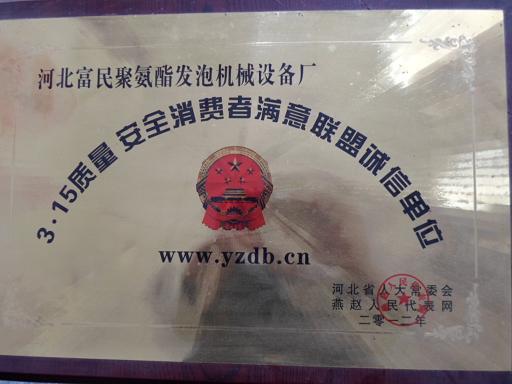 河北富民聚氨酯发泡机械设备厂
3·15质量 安全消费者满意联盟诚信单位
www.yzdb.cn
河北省人大常委会
燕赵人民代表网
二零一二年